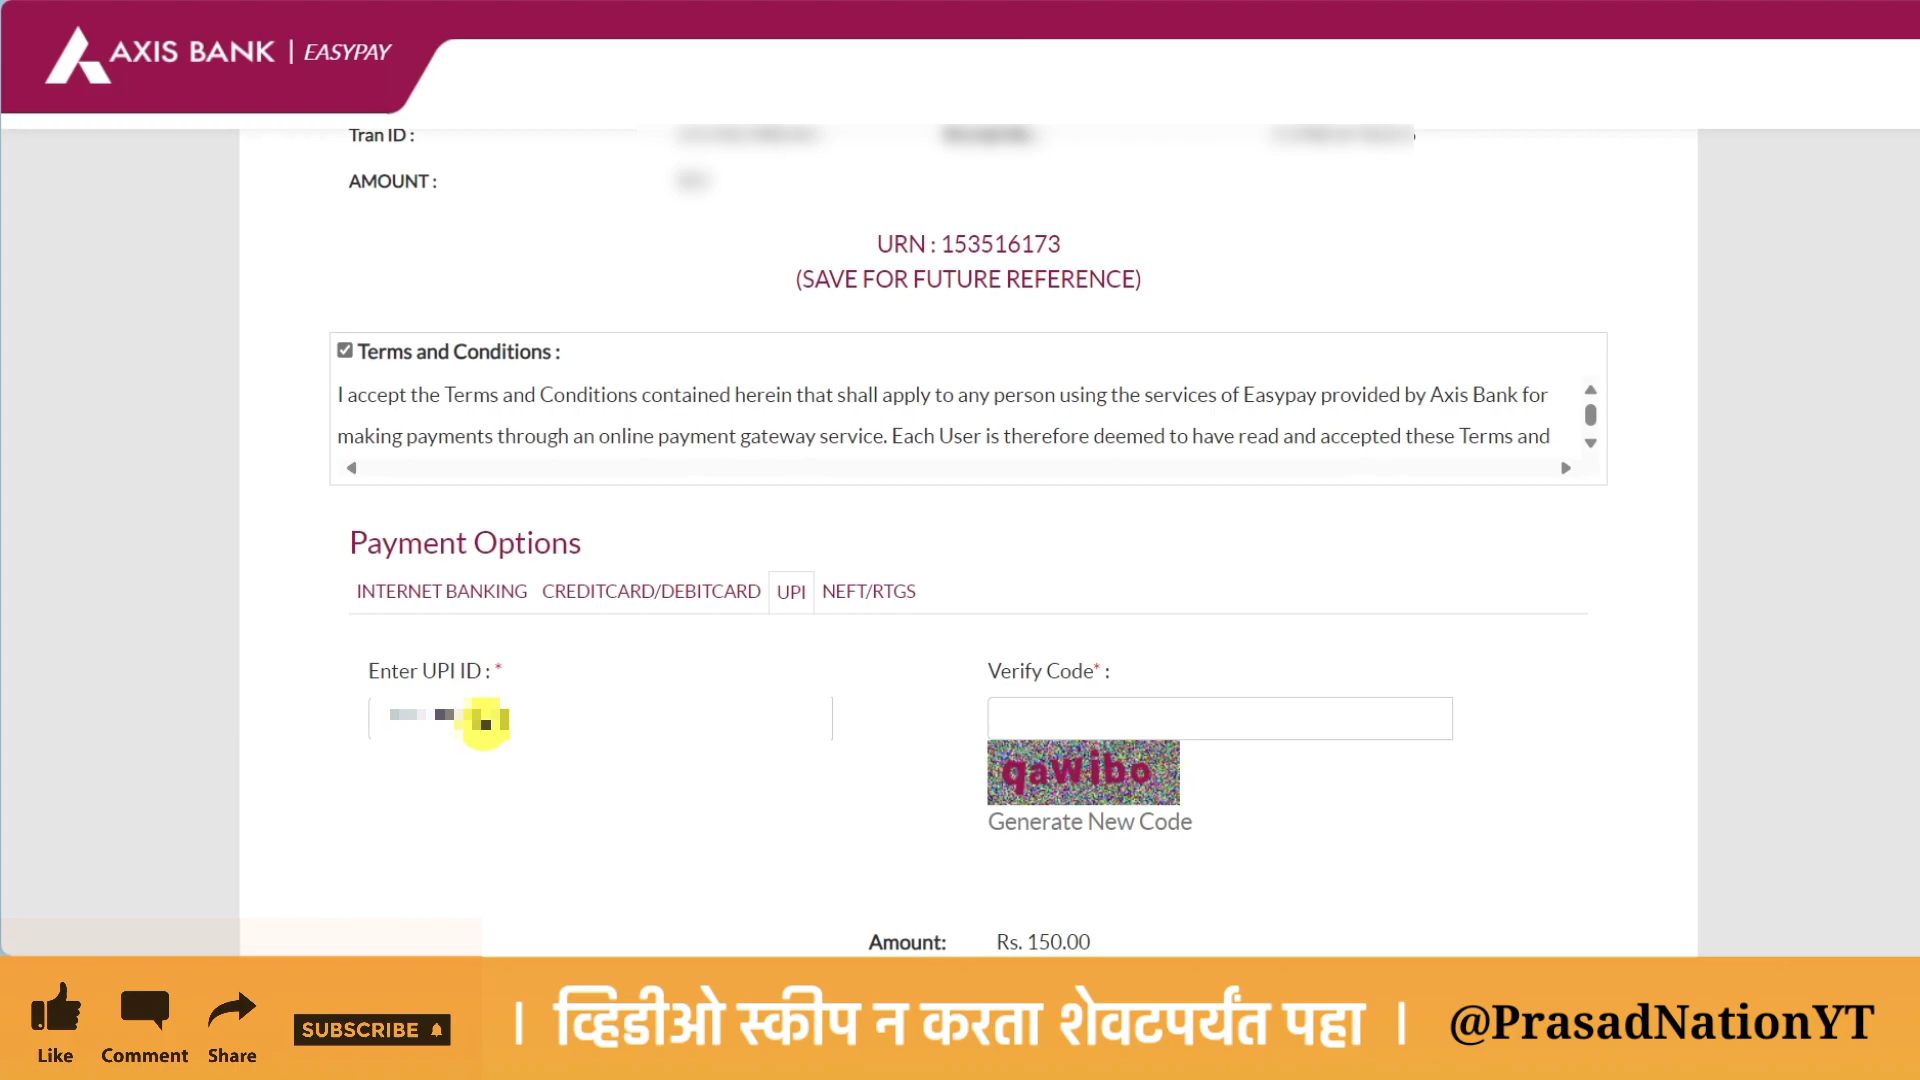 AXIS BANK | EASYPAY
Tran ID :
AMOUNT :
URN : 153516173
(SAVE FOR FUTURE REFERENCE)
Terms and Conditions :
I accept the Terms and Conditions contained herein that shall apply to any person using the services of Easypay provided by Axis Bank for
making payments through an online payment gateway service. Each User is therefore deemed to have read and accepted these Terms and
Payment Options
INTERNET BANKING CREDITCARD/DEBITCARD UPI NEFT/RTGS
Enter UPI ID : * Verify Code* :
qaWibo
Generate New Code
Amount: Rs. 150.00
Like Comment Share SUBSCRIBE
। व्हिडीओ स्कीप न करता शेवटपर्यंत पहा । @PrasadNationYT